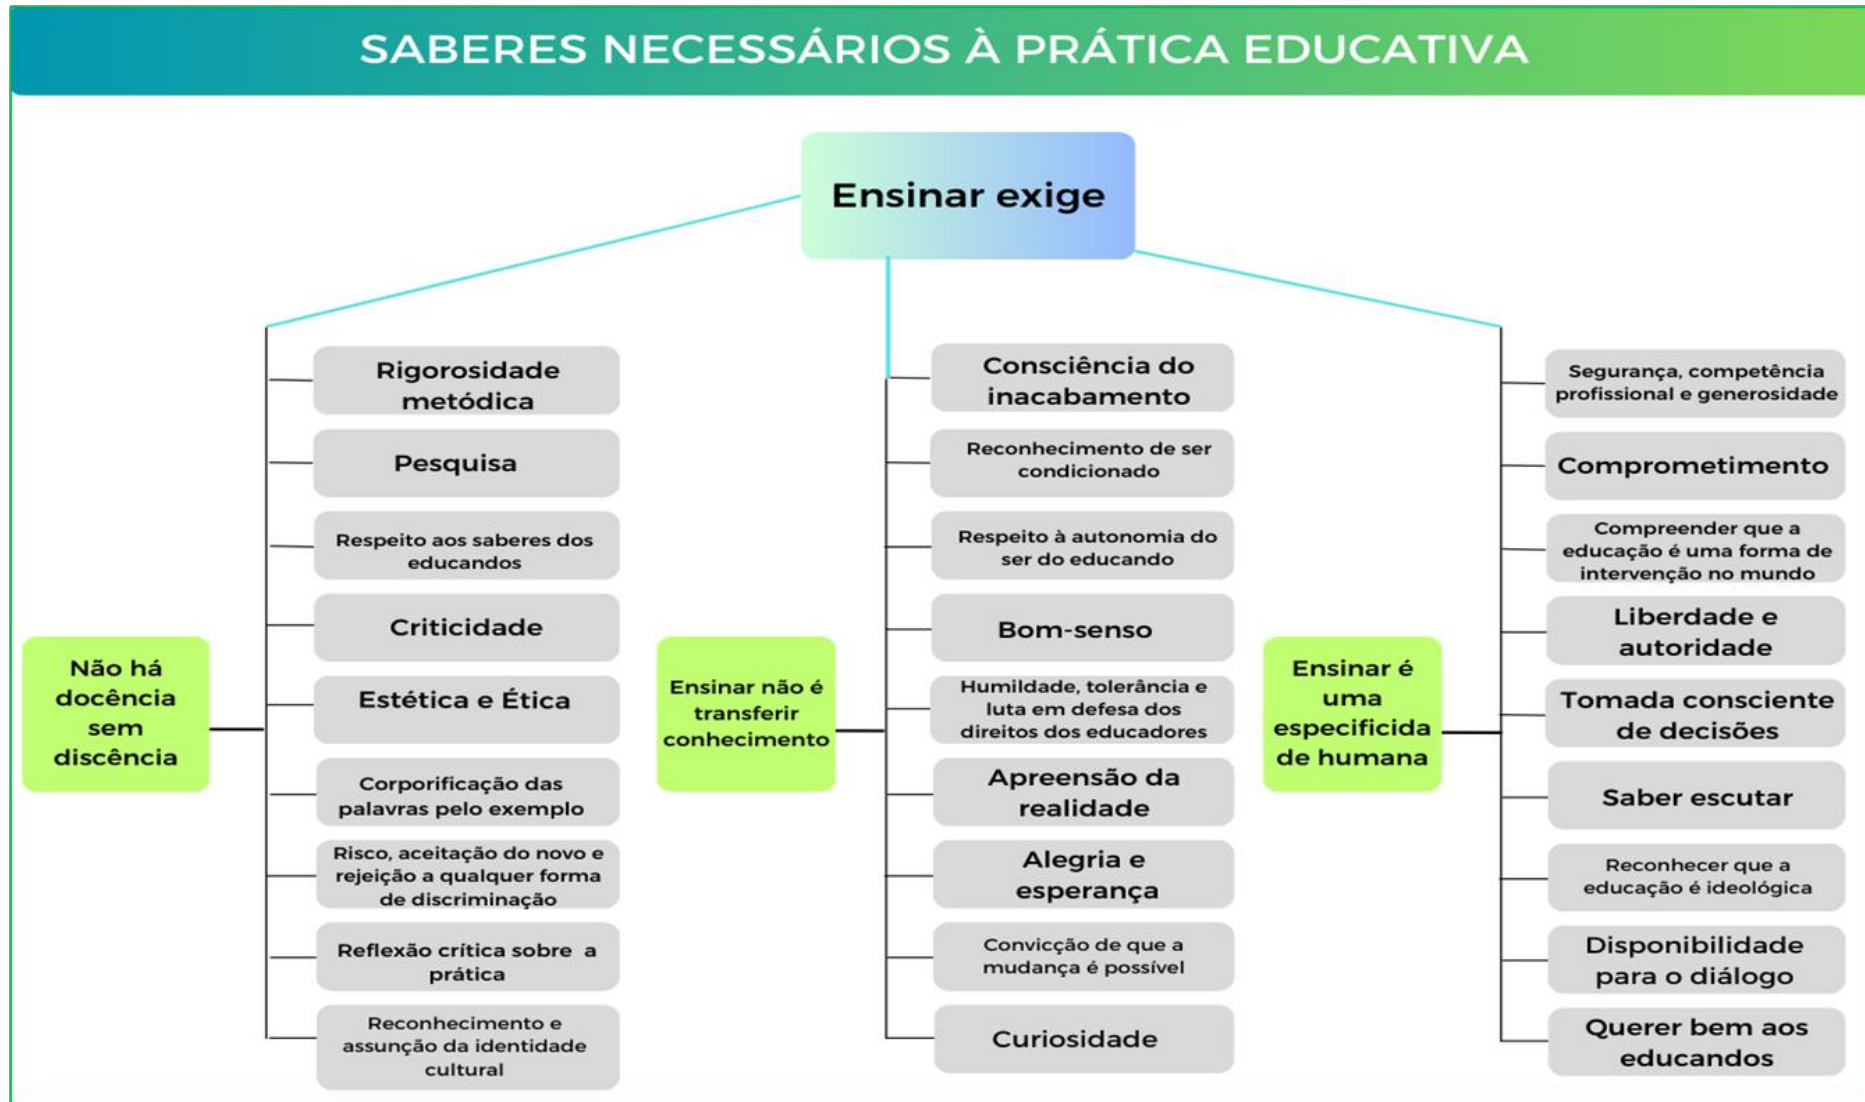 SABERES NECESSÁRIOS À PRÁTICA EDUCATIVA
Ensinar exige
Não há
docência
sem
discência
Rigorosidade
metódica
Pesquisa
Respeito aos saberes dos
educandos
Criticidade
Estética e Ética
Corporificação das
palavras pelo exemplo
Risco, aceitação do novo e
rejeição a qualquer forma
de discriminação
Reflexão crítica sobre a
prática
Reconhecimento e
assunção da identidade
cultural
Ensinar não é
transferir
conhecimento
Consciência do
inacabamento
Reconhecimento de ser
condicionado
Respeito à autonomia do
ser do educando
Bom-senso
Humildade, tolerância e
luta em defesa dos
direitos dos educadores
Apreensão da
realidade
Alegria e
esperança
Convicção de que a
mudança é possível
Curiosidade
Ensinar é
uma
especificida
de humana
Segurança, competência
profissional e generosidade
Comprometimento
Compreender que a
educação é uma forma de
intervenção no mundo
Liberdade e
autoridade
Tomada consciente
de decisões
Saber escutar
Reconhecer que a
educação é ideológica
Disponibilidade
para o diálogo
Querer bem aos
educandos